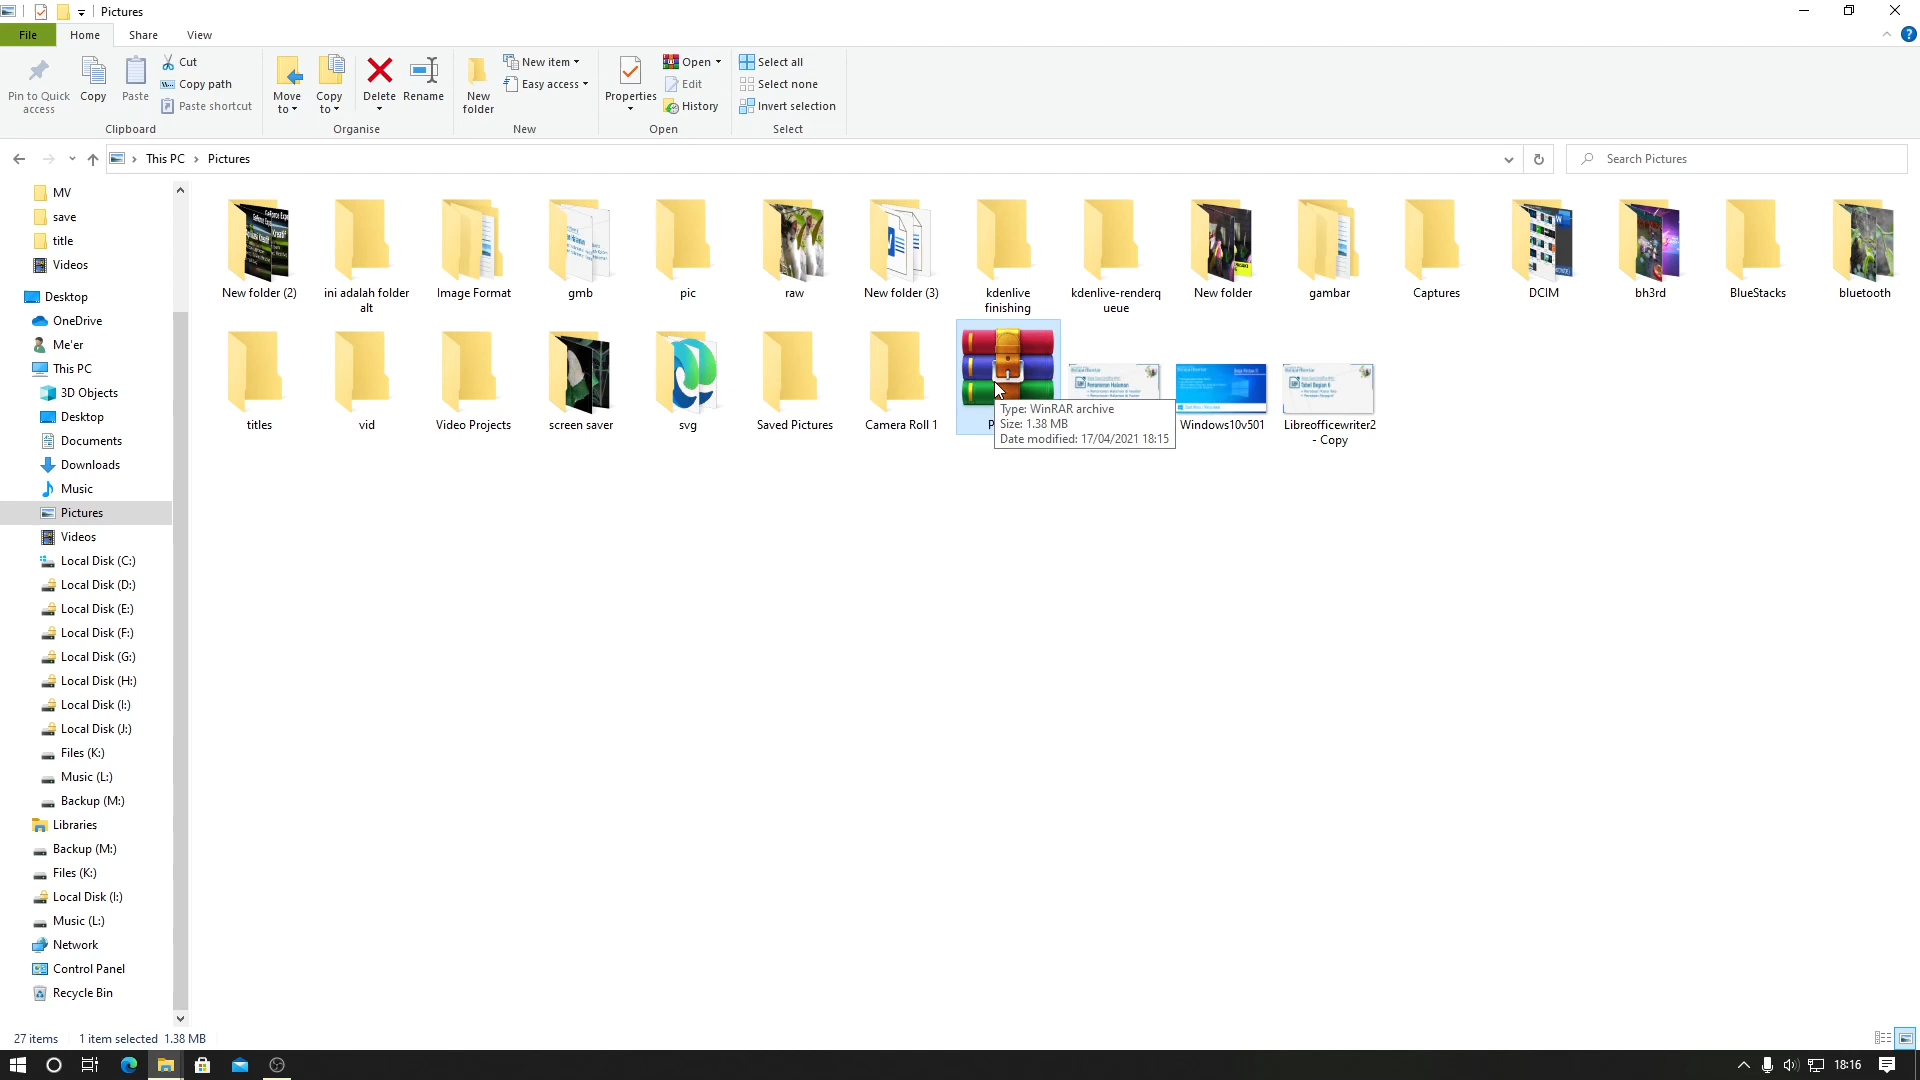 Pictures
File Home Share View
Pin to Quick access
Copy
Paste
Cut
Copy path
Paste shortcut
Clipboard
Move to
Copy to
Delete
Rename
Organise
New folder
New item
Easy access
New
Properties
Open
Edit
History
Open
Select all
Select none
Invert selection
Select
This PC > Pictures
Search Pictures
MV
save
title
Videos
Desktop
OneDrive
Me'er
This PC
3D Objects
Desktop
Documents
Downloads
Music
Pictures
Videos
Local Disk (C:)
Local Disk (D:)
Local Disk (E:)
Local Disk (F:)
Local Disk (G:)
Local Disk (H:)
Local Disk (I:)
Local Disk (J:)
Files (K:)
Music (L:)
Backup (M:)
Libraries
Backup (M:)
Files (K:)
Local Disk (I:)
Music (L:)
Network
Control Panel
Recycle Bin
New folder (2)
ini adalah folder
alt
Image Format
gmb
pic
raw
New folder (3)
kdenlive
finishing
kdenlive-renderq
ueue
New folder
gambar
Captures
DCIM
bh3rd
BlueStacks
bluetooth
titles
vid
Video Projects
screen saver
svg
Saved Pictures
Camera Roll 1
P
Type: WinRAR archive
Size: 1.38 MB
Date modified: 17/04/2021 18:15
Windows10v501
Libreofficewriter2
- Copy
27 items 1 item selected 1.38 MB
18:16